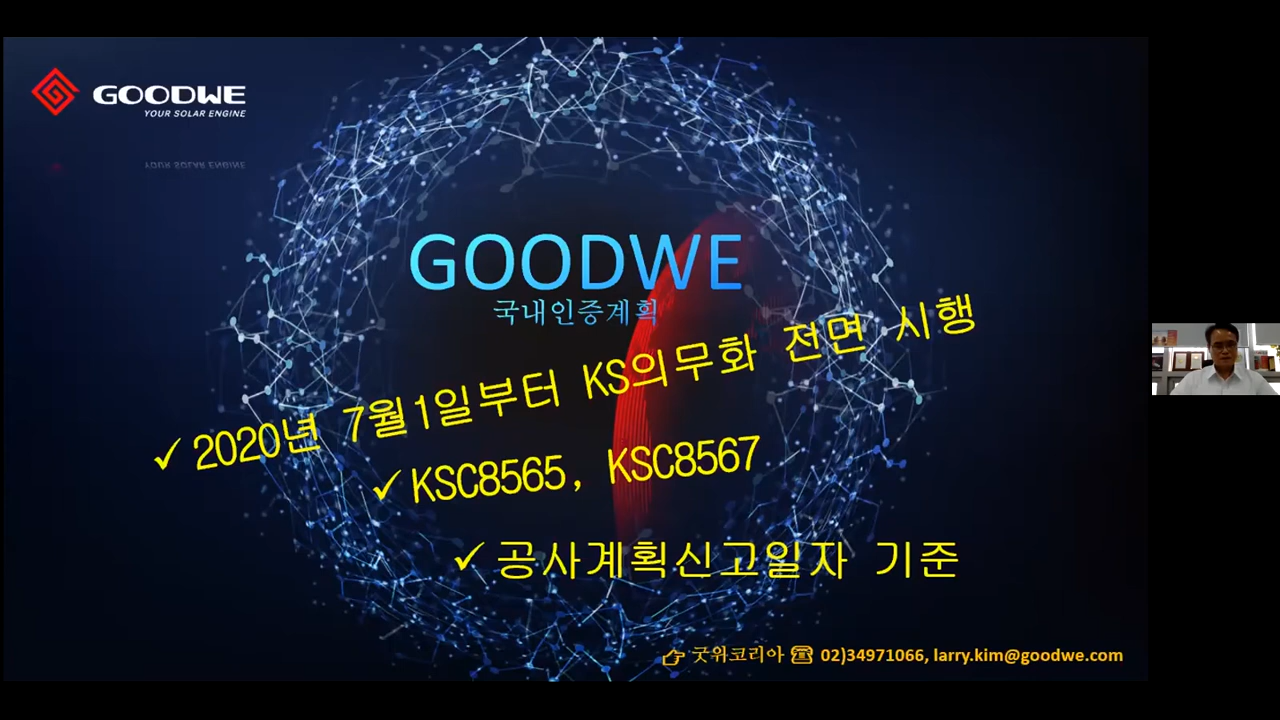 GOODWE
YOUR SOLAR ENGINE
GOODWE
국내인증계획
✓ 2020년 7월1일부터 KS의무화 전면 시행
✓ KSC8565, KSC8567
✓ 공사계획신고일자 기준
☞ 굿위코리아 ☎ 02)34971066, larry.kim@goodwe.com